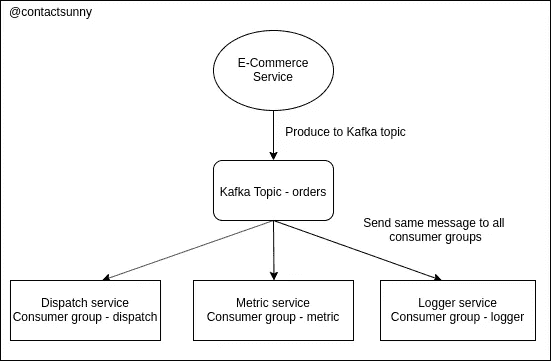 @contactsunny
E-Commerce
Service
Produce to Kafka topic
Kafka Topic - orders
Send same message to all
consumer groups
Dispatch service
Consumer group - dispatch
Metric service
Consumer group - metric
Logger service
Consumer group - logger